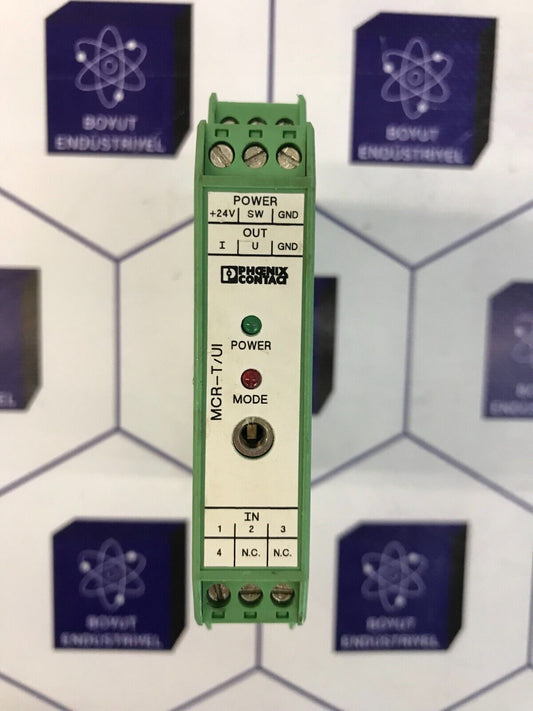 BOYUT
ENDÜSTRİYEL
BOYUT
ENDÜSTRİYEL
POWER
+24V SW GND
OUT
I U GND
PHŒNIX
CONTACT
POWER
MODE
MCR-T/UI
IN
1 2 3
4 N.C. N.C.
BOYUT
ENDÜSTRİYEL
BOYUT
ENDÜSTRİYEL